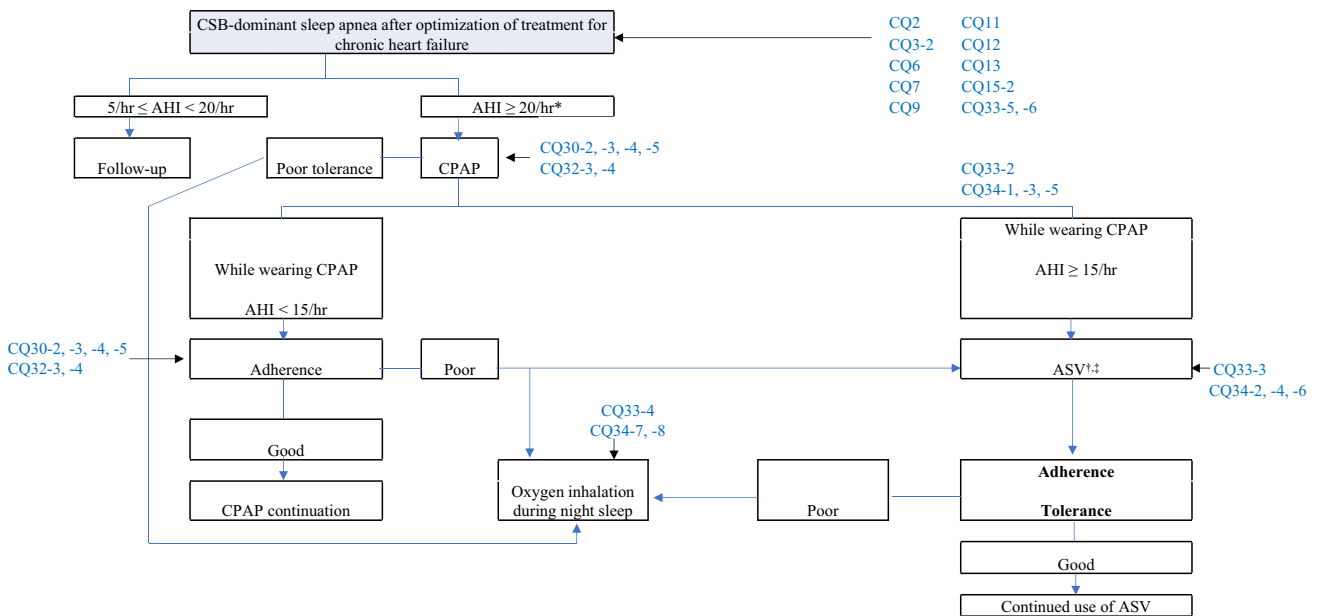 CSB-dominant sleep apnea after optimization of treatment for
chronic heart failure
CQ2
CQ3-2
CQ6
CQ7
CQ9
CQ11
CQ12
CQ13
CQ15-2
CQ33-5, -6
5/hr ≤ AHI < 20/hr
AHI ≥ 20/hr*
Follow-up
Poor tolerance
CPAP
CQ30-2, -3, -4, -5
CQ32-3, -4
CQ33-2
CQ34-1, -3, -5
While wearing CPAP
AHI < 15/hr
While wearing CPAP
AHI ≥ 15/hr
CQ30-2, -3, -4, -5
CQ32-3, -4
Adherence
Poor
ASV†,‡
CQ33-3
CQ34-2, -4, -6
CQ33-4
CQ34-7, -8
Good
CPAP continuation
Oxygen inhalation
during night sleep
Poor
Adherence
Tolerance
Good
Continued use of ASV